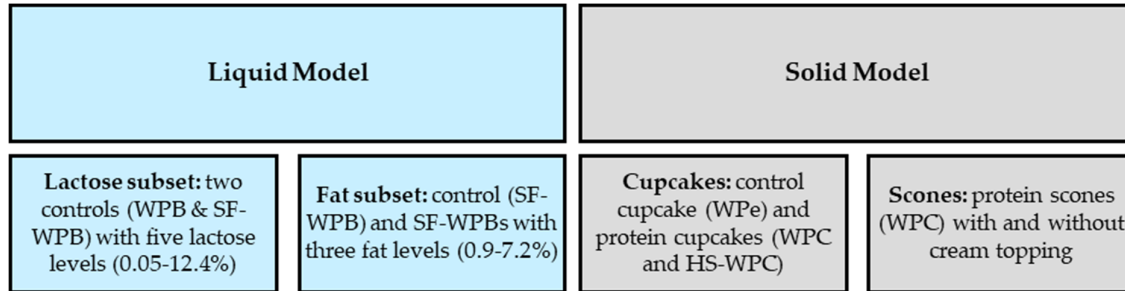 Liquid Model
Solid Model
Lactose subset: two
controls (WPB & SF-
WPB) with five lactose
levels (0.05-12.4%)
Fat subset: control (SF-
WPB) and SF-WPBs with
three fat levels (0.9-7.2%)
Cupcakes: control
cupcake (WPe) and
protein cupcakes (WPC
and HS-WPC)
Scones: protein scones
(WPC) with and without
cream topping